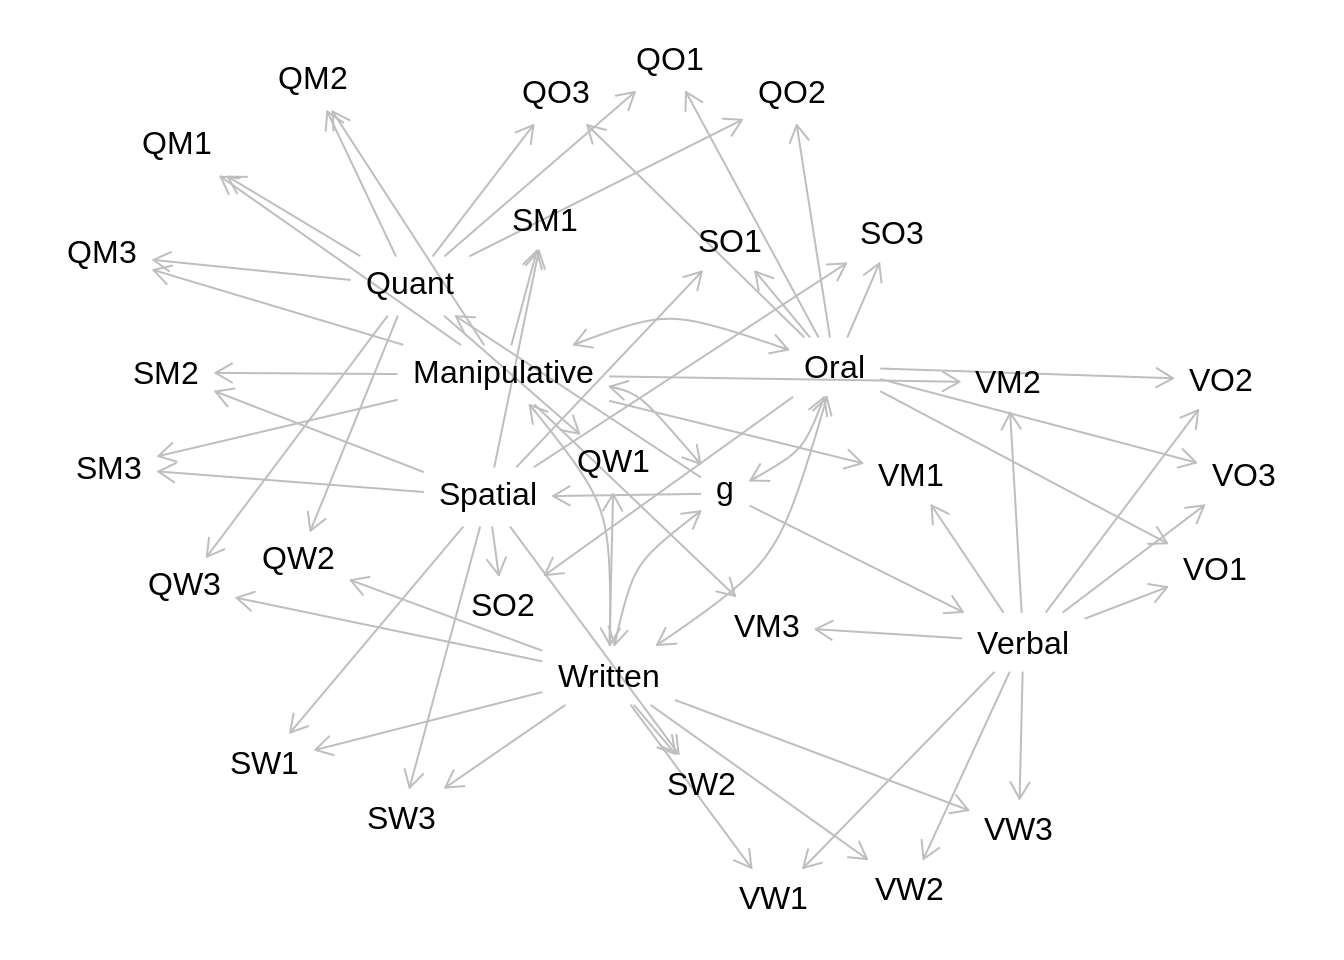 QO1
QM2
QO3
QO2
QM1
SM1
SO1
SO3
QM3
Quant
Oral
Manipulative
SM2
VM2
VO2
QW1
SM3
VM1
VO3
g
Spatial
QW2
VO1
QW3
SO2
VM3
Verbal
Written
SW1
SW2
SW3
VW3
VW2
VW1